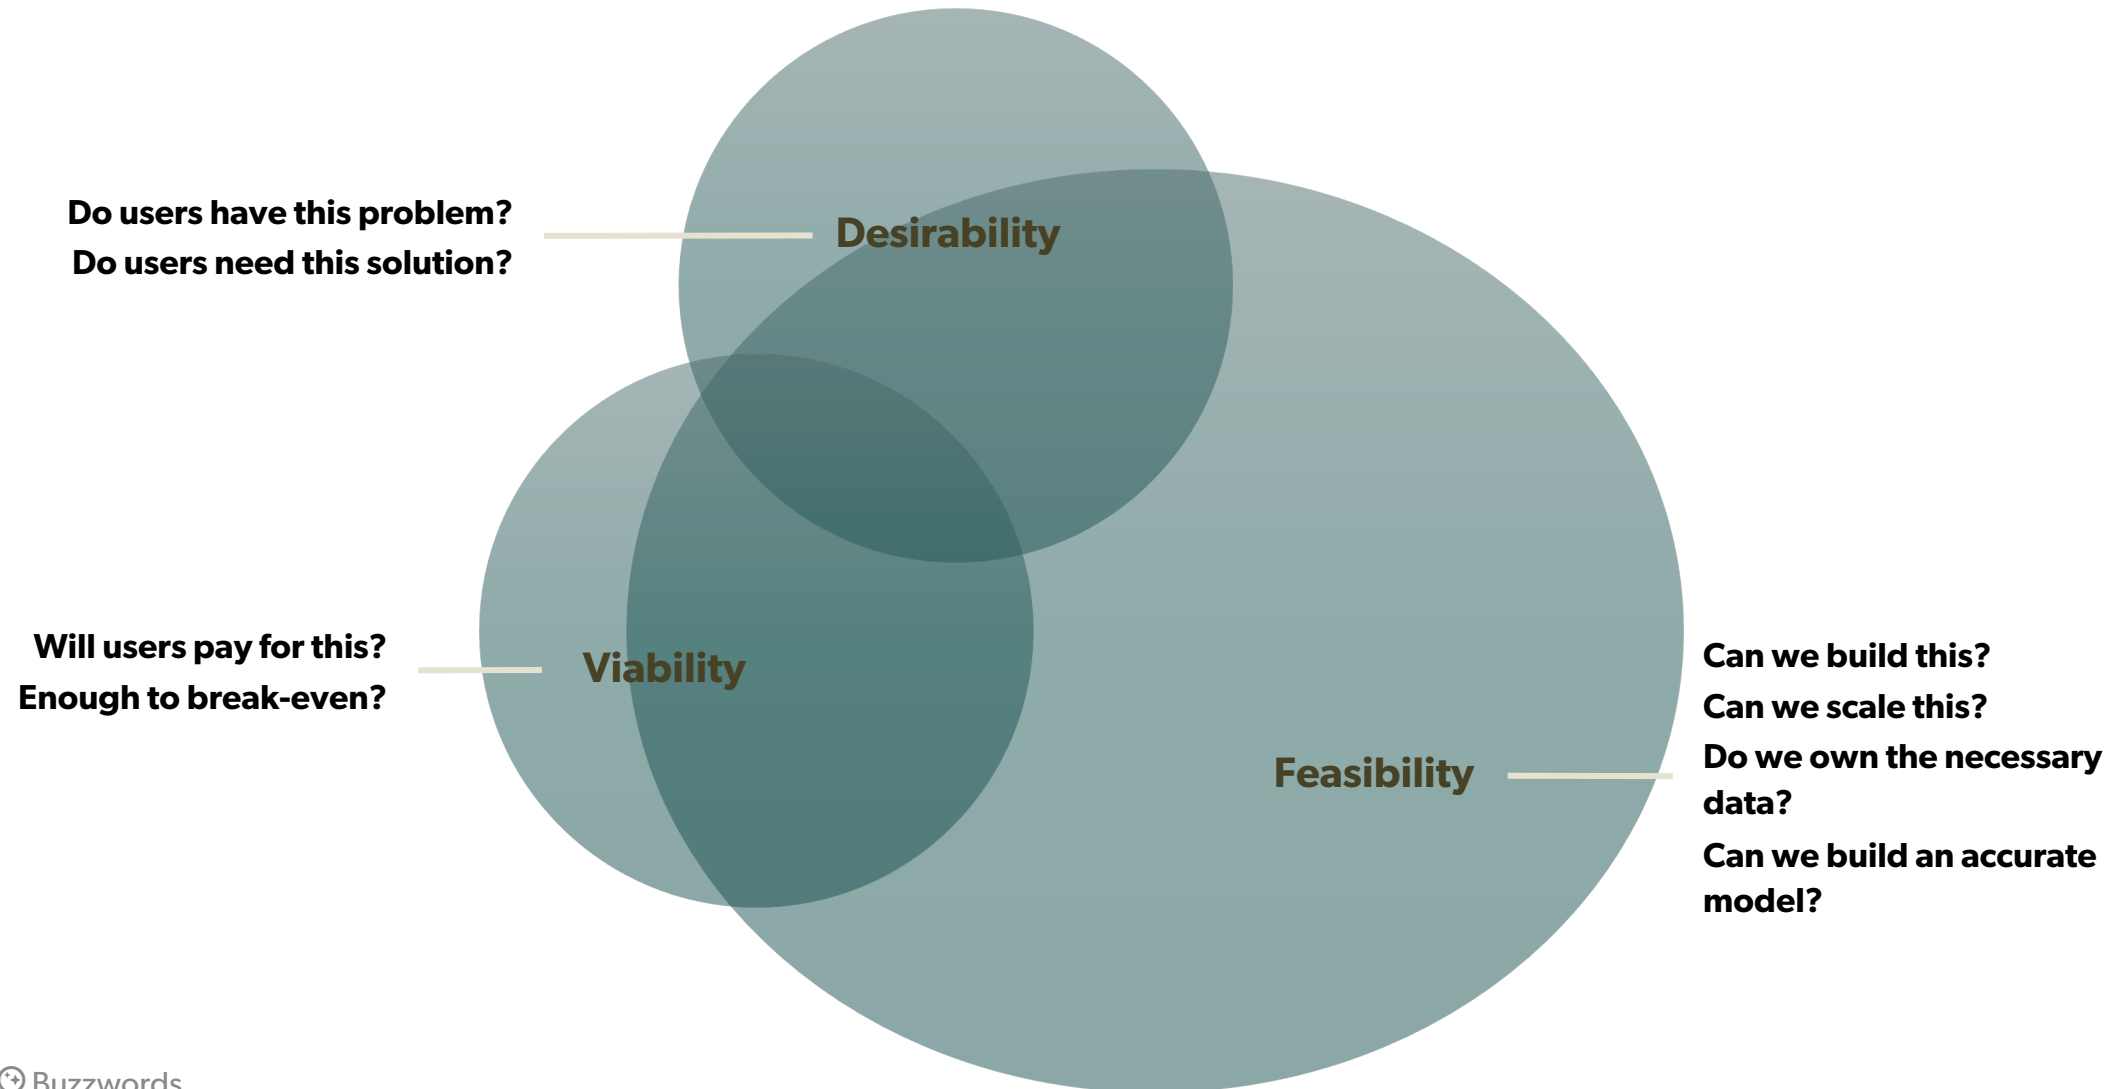 Do users have this problem?
Do users need this solution?
Desirability
Will users pay for this?
Enough to break-even?
Viability
Feasibility
Can we build this?
Can we scale this?
Do we own the necessary
data?
Can we build an accurate
model?
Buzzwords